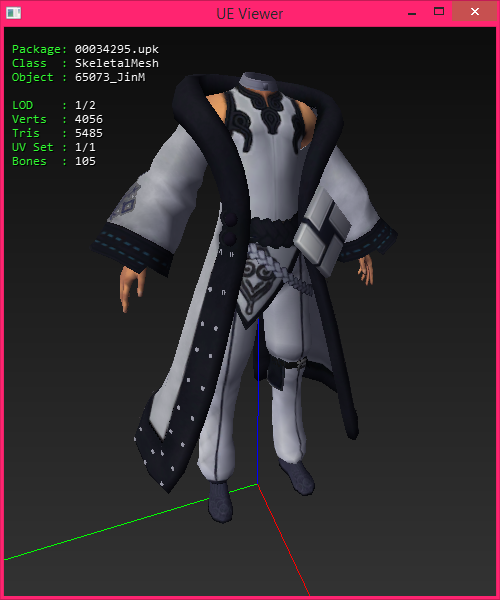 UE Viewer
Package: 00034295.upk
Class  : SkeletalMesh
Object : 65073_JinM
LOD    : 1/2
Verts  : 4056
Tris   : 5485
UV Set : 1/1
Bones  : 105